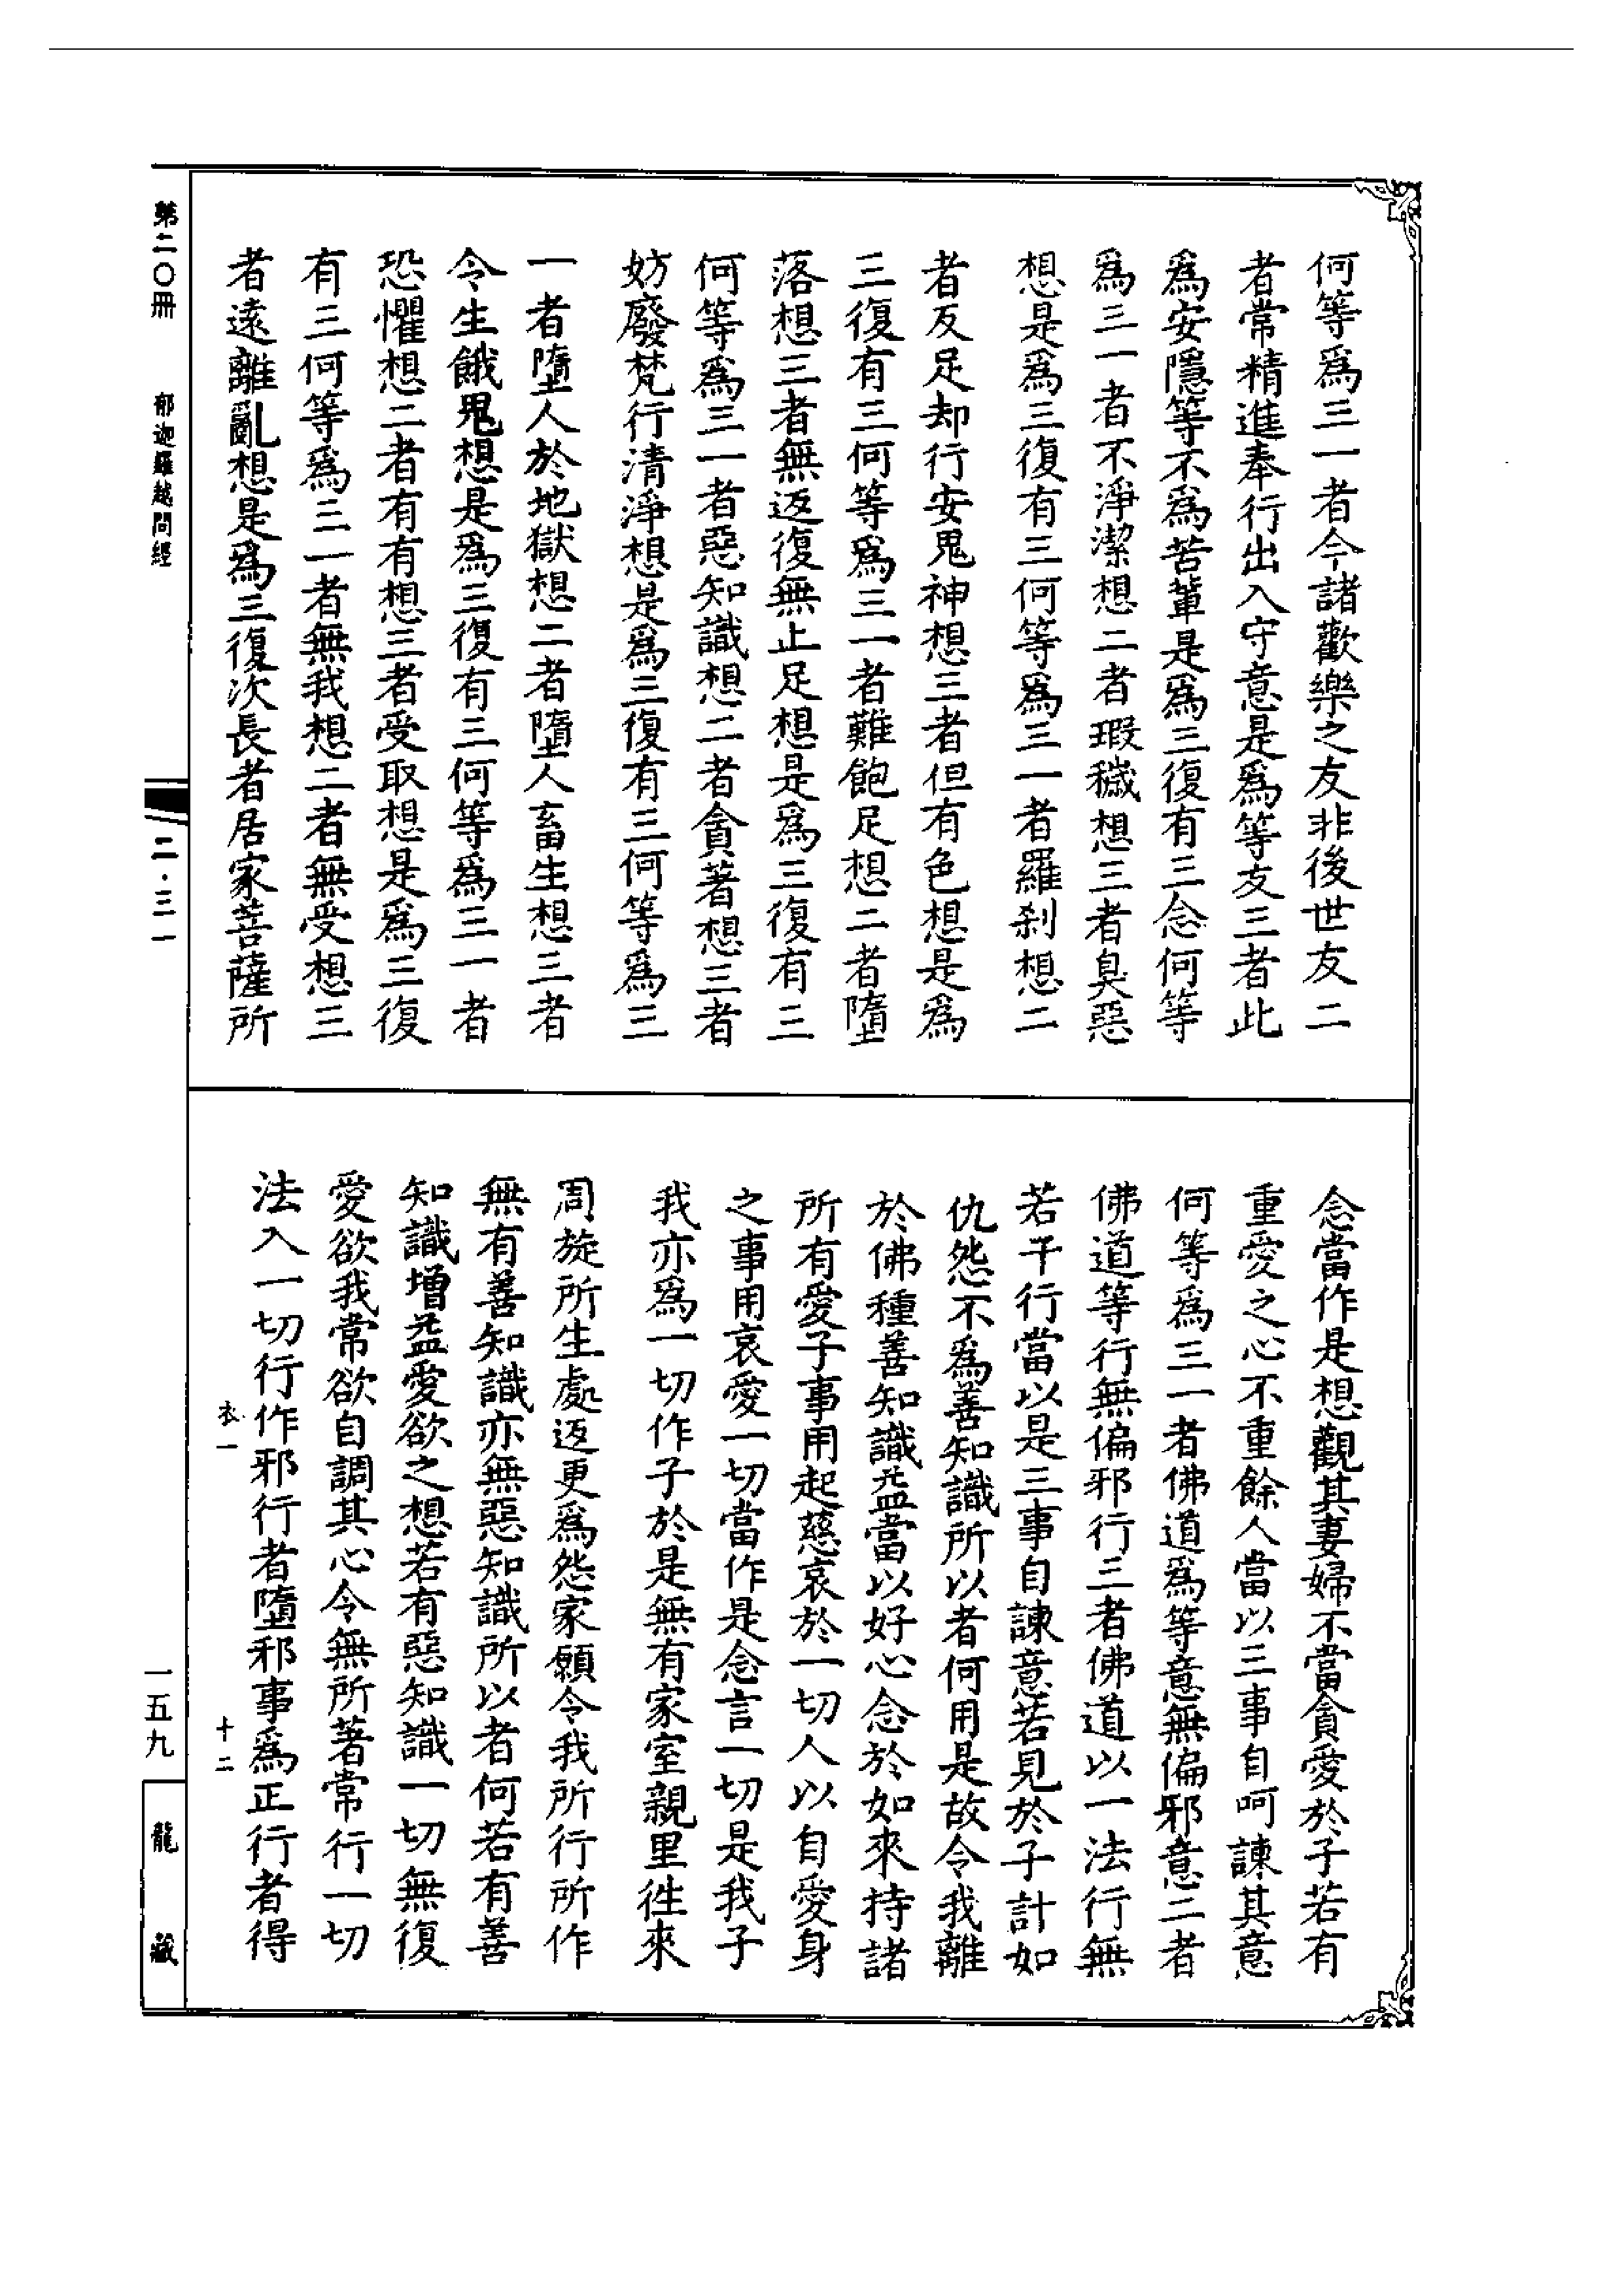 何等爲三一者今諸歡樂之友非後世友二
者常精進奉行出入守意是爲等友三者此
爲安隱等不爲苦軰是爲三復有三念何等
爲三一者不淨潔想二者瑕穢想三者臭惡
想是爲三復有三何等爲三一者羅刹想二
者反足却行安鬼神想三者但有色想是爲
三復有三何等爲三一者難飽足想二者墮
落想三者無返復無止足想是爲三復有三
何等爲三一者惡知識想二者貪著想三者
妨廢梵行清淨想是爲三復有三何等爲三
一者墮人於地獄想二者墮人畜生想三者
令生餓鬼想是爲三復有三何等爲三一者
恐懼想二者有有想三者受取想是爲三復
有三何等爲三一者無我想二者無受想三
者遠離亂想是爲三復次長者居家菩薩所
念當作是想觀其妻婦不當貪愛於子若有
重愛之心不重餘人當以三事自呵諫其意
何等爲三一者佛道爲等意無偏邪意二者
佛道等行無偏邪行三者佛道以一法行無
若干行當以是三事自諫意若見於子計如
仇怨不爲善知識所以者何用是故令我離
於佛種善知識益當以好心念於如來持諸
所有愛子事用起慈哀於一切人以自愛身
之事用哀愛一切當作是念言一切是我子
我亦爲一切作子於是無有家室親里徃來
周旋所生處返更爲怨家願令我所行所作
無有善知識亦無惡知識所以者何若有善
知識增益愛欲之想若有惡知識一切無復
愛欲我常欲自調其心令無所著常行一切
法入一切行作邪行者墮邪事爲正行者得
衣一 十二
第二〇冊 郁迦羅越問經
二·三一
一五九
龍藏